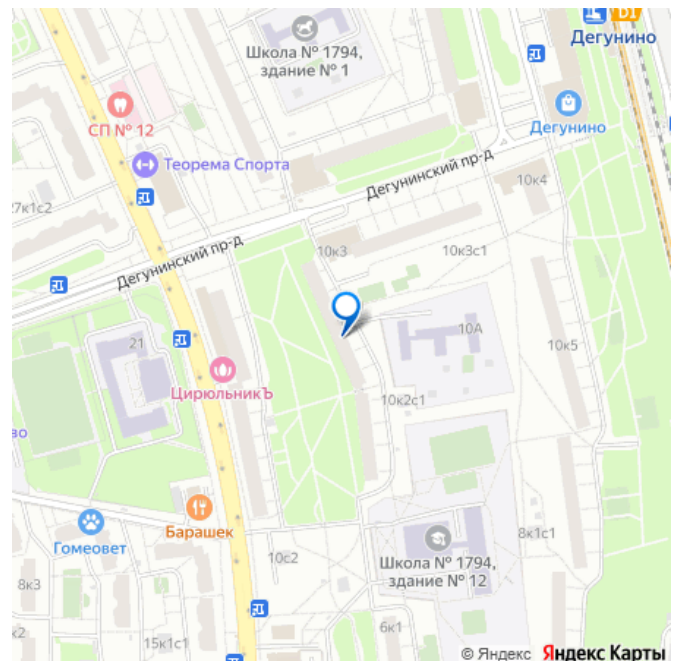 D1
Дегунино
Школа № 1794,
здание № 1
СП № 12
Дегунино
Теорема Спорта
Дегунинский пр-д
10к4
27к1с2
10к3
10к3с1
Дегунинский пр-д
21
10А
10к5
ЦирюльникЪ
10к2с1
во
Барашек
Гомеовет
8к1с1
10с2
Школа № 1794,
здание № 12
8к3
к2
6к1
15к1с1
© Яндекс Яндекс Карты